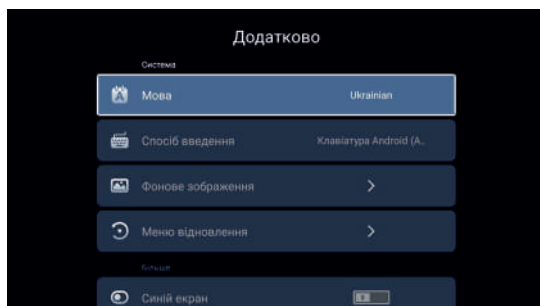 Додатково
Система
Мова Ukrainian
Спосіб введення Клавіатура Android (A..
Фонове зображення
Меню відновлення
Більше
Синій екран